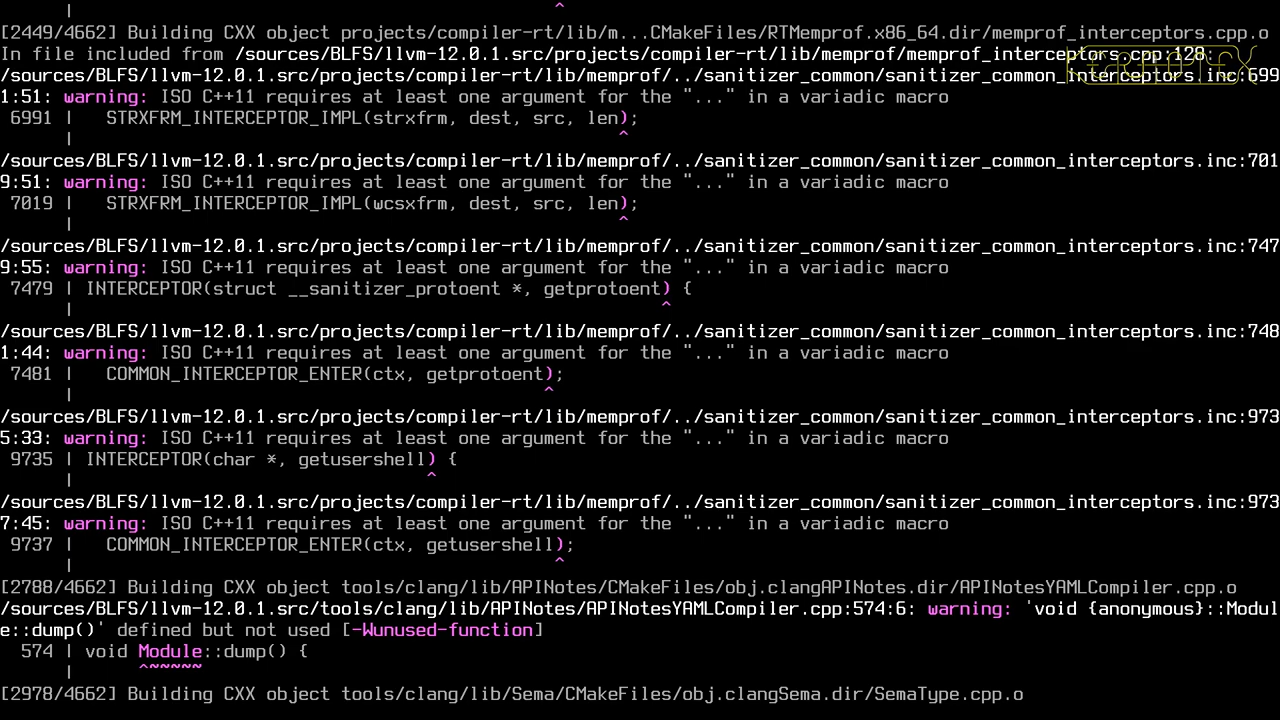 |                                              ^
[2449/4662] Building CXX object projects/compiler-rt/lib/m...CMakeFiles/RTMemprof.x86_64.dir/memprof_interceptors.cpp.o
In file included from /sources/BLFS/llvm-12.0.1.src/projects/compiler-rt/lib/memprof/memprof_interceptors.cpp:128:
/sources/BLFS/llvm-12.0.1.src/projects/compiler-rt/lib/memprof/../sanitizer_common/sanitizer_common_interceptors.inc:699
1:51: warning: ISO C++11 requires at least one argument for the "..." in a variadic macro
 6991 |   STRXFRM_INTERCEPTOR_IMPL(strxfrm, dest, src, len);
      |                                                   ^
/sources/BLFS/llvm-12.0.1.src/projects/compiler-rt/lib/memprof/../sanitizer_common/sanitizer_common_interceptors.inc:701
9:51: warning: ISO C++11 requires at least one argument for the "..." in a variadic macro
 7019 |   STRXFRM_INTERCEPTOR_IMPL(wcsxfrm, dest, src, len);
      |                                                   ^
/sources/BLFS/llvm-12.0.1.src/projects/compiler-rt/lib/memprof/../sanitizer_common/sanitizer_common_interceptors.inc:747
9:55: warning: ISO C++11 requires at least one argument for the "..." in a variadic macro
 7479 | INTERCEPTOR(struct __sanitizer_protoent *, getprotoent) {
      |                                                       ^
/sources/BLFS/llvm-12.0.1.src/projects/compiler-rt/lib/memprof/../sanitizer_common/sanitizer_common_interceptors.inc:748
1:44: warning: ISO C++11 requires at least one argument for the "..." in a variadic macro
 7481 |   COMMON_INTERCEPTOR_ENTER(ctx, getprotoent);
      |                                            ^
/sources/BLFS/llvm-12.0.1.src/projects/compiler-rt/lib/memprof/../sanitizer_common/sanitizer_common_interceptors.inc:973
5:33: warning: ISO C++11 requires at least one argument for the "..." in a variadic macro
 9735 | INTERCEPTOR(char *, getusershell) {
      |                                 ^
/sources/BLFS/llvm-12.0.1.src/projects/compiler-rt/lib/memprof/../sanitizer_common/sanitizer_common_interceptors.inc:973
7:45: warning: ISO C++11 requires at least one argument for the "..." in a variadic macro
 9737 |   COMMON_INTERCEPTOR_ENTER(ctx, getusershell);
      |                                             ^
[2788/4662] Building CXX object tools/clang/lib/APINotes/CMakeFiles/obj.clangAPINotes.dir/APINotesYAMLCompiler.cpp.o
/sources/BLFS/llvm-12.0.1.src/tools/clang/lib/APINotes/APINotesYAMLCompiler.cpp:574:6: warning: 'void {anonymous}::Modul
e::dump()' defined but not used [-Wunused-function]
  574 | void Module::dump() {
      |      ^~~~~~
[2978/4662] Building CXX object tools/clang/lib/Sema/CMakeFiles/obj.clangSema.dir/SemaType.cpp.o